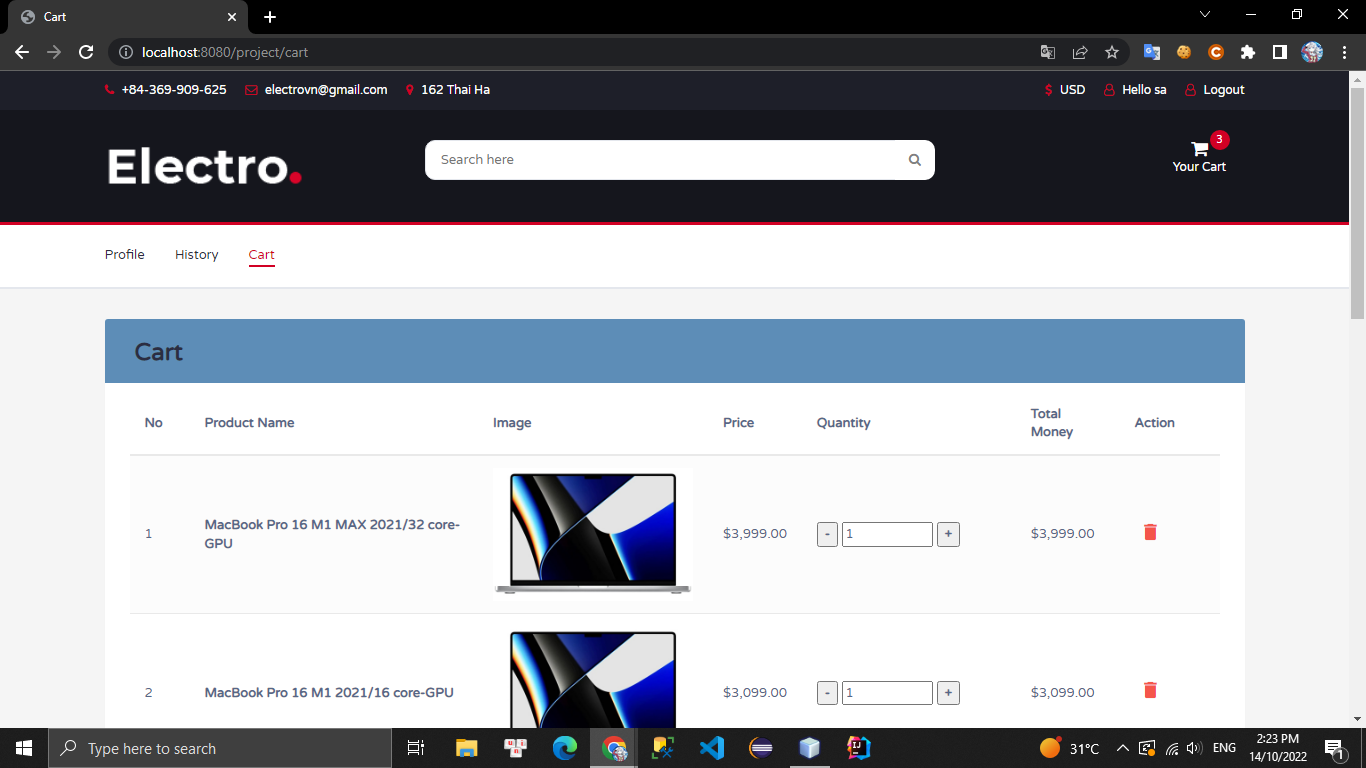 Cart
localhost:8080/project/cart
+84-369-909-625 electrovn@gmail.com 162 Thai Ha $ USD Hello sa Logout
Electro.
Search here
3
Your Cart
Profile History Cart
Cart
No Product Name Image Price Quantity Total Money Action
1 MacBook Pro 16 M1 MAX 2021/32 core-
GPU
$3,999.00 - 1 + $3,999.00
2 MacBook Pro 16 M1 2021/16 core-GPU $3,099.00 - 1 + $3,099.00
Type here to search
31°C ENG
2:23 PM
14/10/2022
1